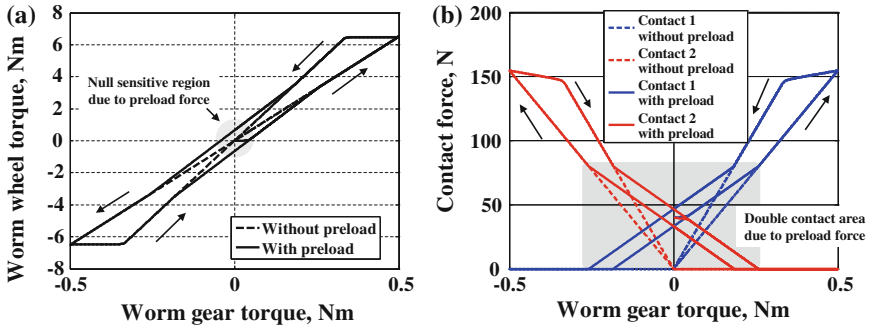 (a)
Worm wheel torque, Nm
8
6
4
2
0
-2
-4
-6
-8
Null sensitive region
due to preload force
Without preload
With preload
-0.5
0
0.5
Worm gear torque, Nm
(b)
Contact force, N
200
150
100
50
0
Contact 1
without preload
Contact 2
without preload
Contact 1
with preload
Contact 2
with preload
Double contact area
due to preload force
-0.5
0
0.5
Worm gear torque, Nm